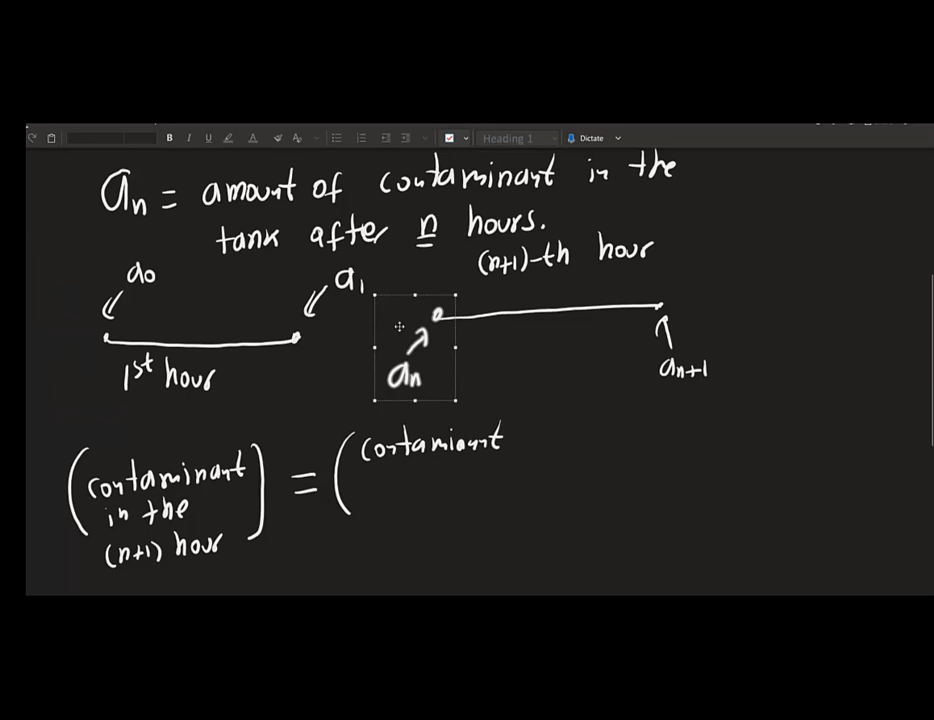 B I U A Heading 1 Dictate
an = amount of contaminant in the
tank after n hours.
(n+1)-th hour
a0
a1
1st hour
an
an+1
(contaminant in the (n+1) hour) = (contamiant